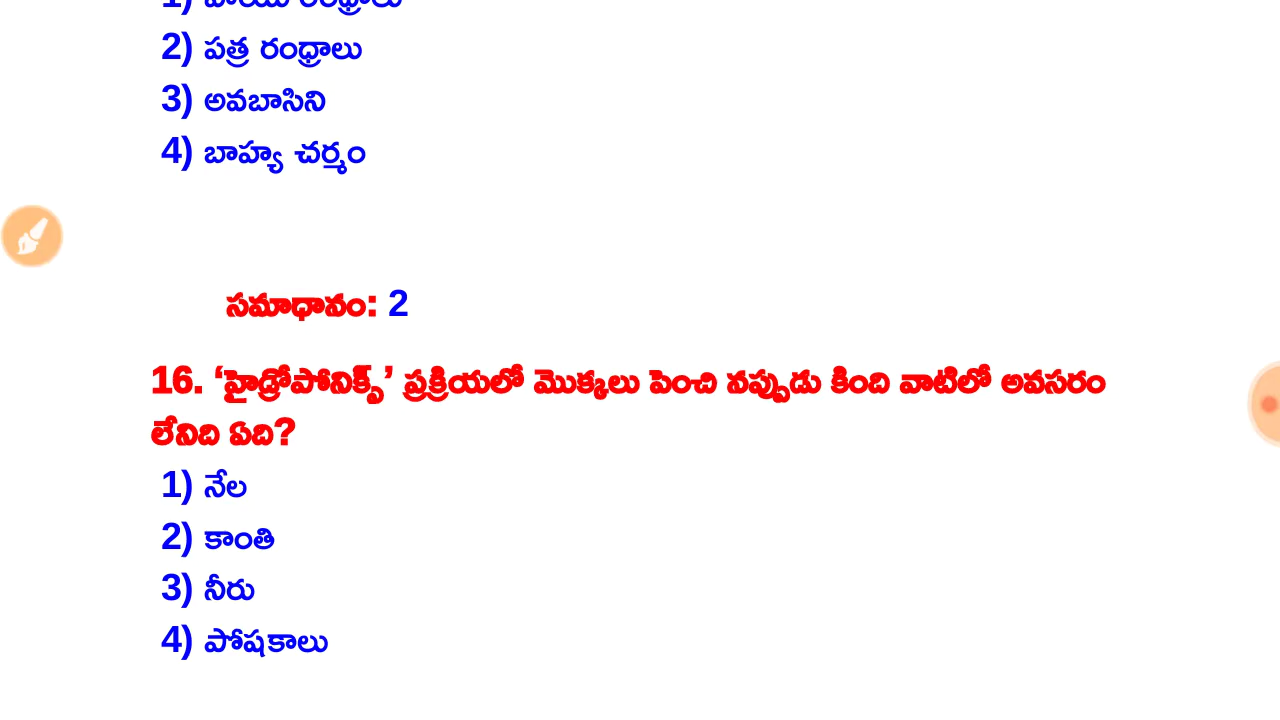 2) పత్ర రంధ్రాలు
3) అవబాసిని
4) బాహ్య చర్మం
సమాధానం: 2
16. ‘హైడ్రోపోనిక్స్’ ప్రక్రియలో మొక్కలు పెంచి నప్పుడు కింది వాటిలో అవసరం
లేనిది ఏది?
1) నేల
2) కాంతి
3) నీరు
4) పోషకాలు